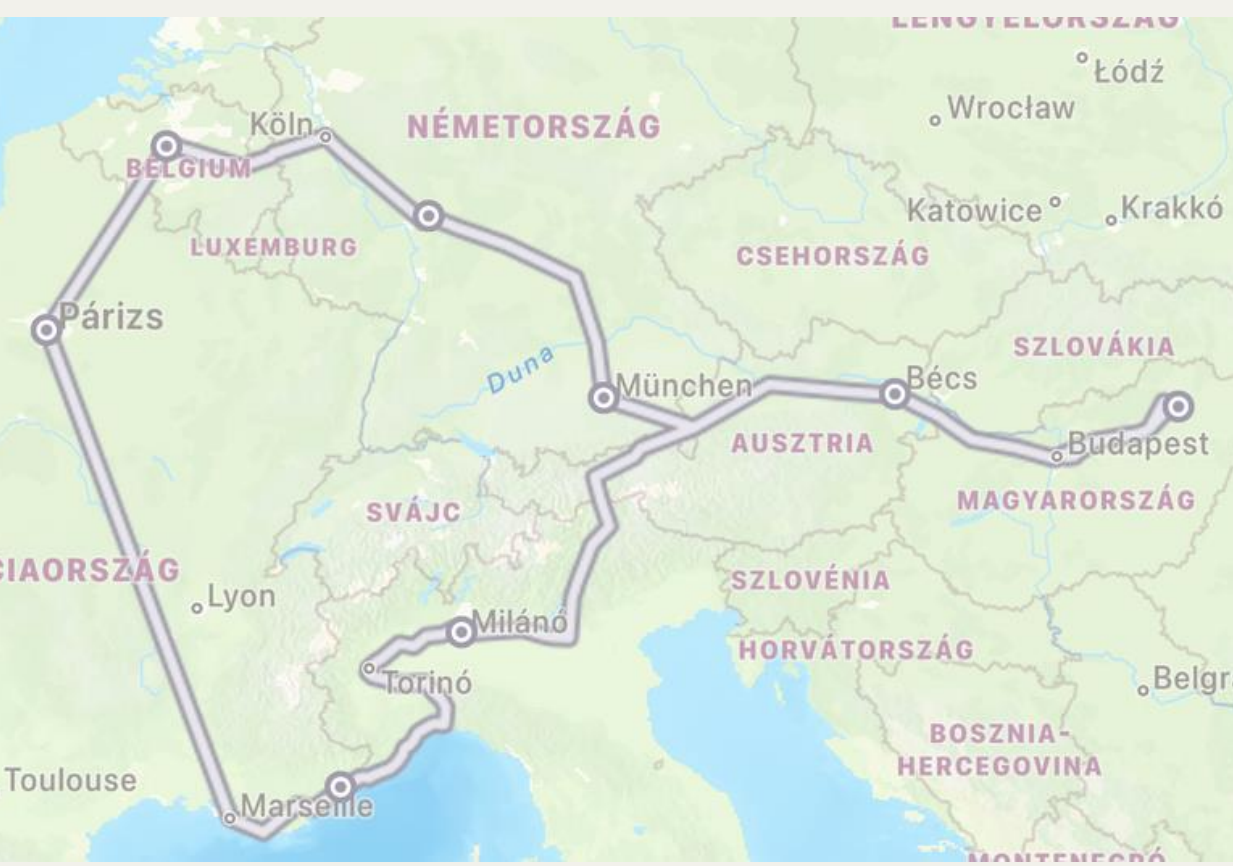 LENGYELORSZÁG
Łódź
Wrocław
Köln
NÉMETORSZÁG
BELGIUM
Katowice
Krakkó
LUXEMBURG
CSEHORSZÁG
Párizs
SZLOVÁKIA
Duna
München
Bécs
AUSZTRIA
Budapest
MAGYARORSZÁG
SVÁJC
CIAORSZÁG
Lyon
SZLOVÉNIA
Milánó
HORVÁTORSZÁG
Torinó
Belgr
BOSZNIA-
HERCEGOVINA
Toulouse
Marseille
MONTENEGRÓ